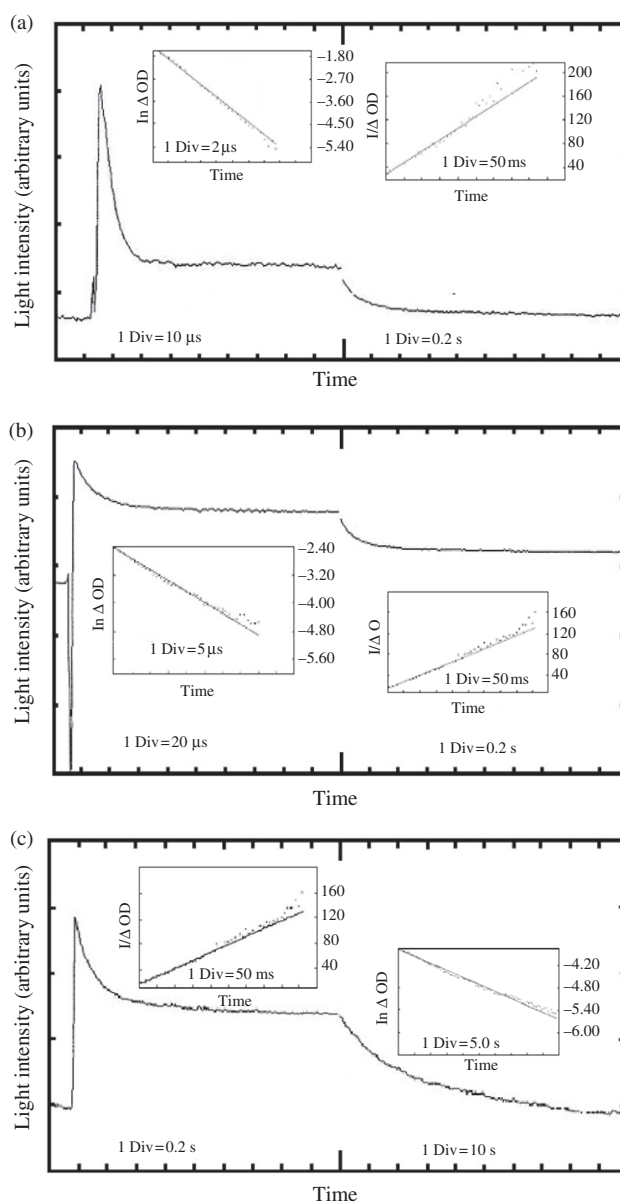 (a)
Light intensity (arbitrary units)
In Δ OD
−1.80
−2.70
−3.60
−4.50
−5.40
1 Div = 2 μs
Time
I/Δ OD
200
160
120
80
40
1 Div = 50 ms
Time
1 Div = 10 μs
1 Div = 0.2 s
Time
(b)
Light intensity (arbitrary units)
In Δ OD
−2.40
−3.20
−4.00
−4.80
−5.60
1 Div = 5 μs
Time
I/Δ O
160
120
80
40
1 Div = 50 ms
Time
1 Div = 20 μs
1 Div = 0.2 s
Time
(c)
Light intensity (arbitrary units)
I/Δ OD
160
120
80
40
1 Div = 50 ms
Time
In Δ OD
−4.20
−4.80
−5.40
−6.00
1 Div = 5.0 s
Time
1 Div = 0.2 s
1 Div = 10 s
Time